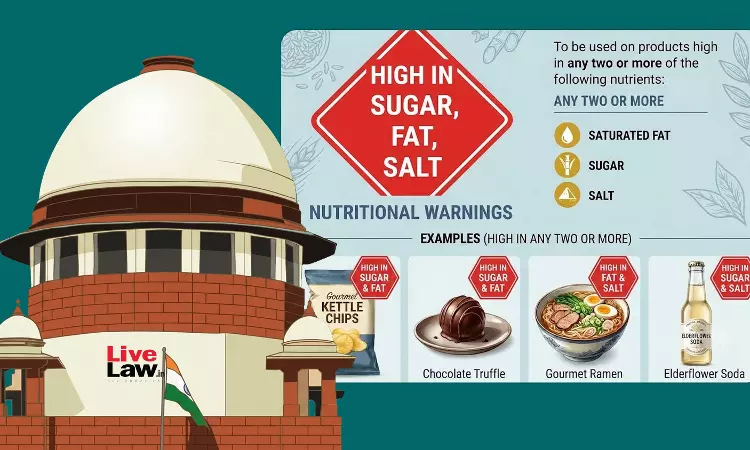 HIGH IN
SUGAR,
FAT,
SALT
NUTRITIONAL WARNINGS
To be used on products high
in any two or more of the
following nutrients:
ANY TWO OR MORE
SATURATED FAT
SUGAR
SALT
EXAMPLES (HIGH IN ANY TWO OR MORE)
HIGH IN
SUGAR
& FAT
Gourmet
KETTLE
CHIPS
HIGH IN
SUGAR
& FAT
Chocolate Truffle
HIGH IN
FAT &
SALT
Gourmet Ramen
HIGH IN
SUGAR
& SALT
ELDERFLOWER
SODA
Elderflower Soda
Live
Law.in